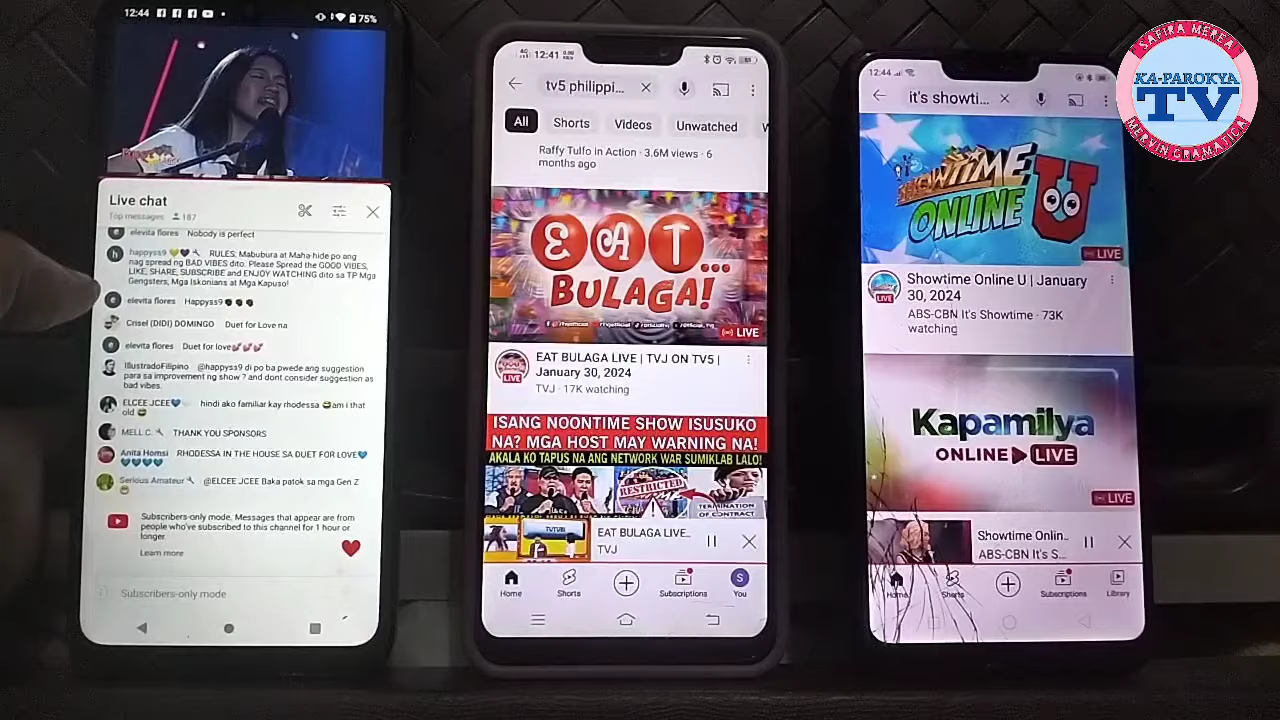 12:44
75%
Live chat
Top messages 187
elevita flores Nobody is perfect
happyss9 RULES: Mabubura at Maha-hide po ang
nag spread ng BAD VIBES dito. Please Spread the GOOD VIBES,
LIKE, SHARE, SUBSCRIBE and ENJOY WATCHING dito sa TP Mga
Gengsters, Mga Iskonians at Mga Kapuso!
elevita flores Happyss9
Crisel (DIDI) DOMINGO Duet for Love na
elevita flores Duet for love
IllustradoFilipino @happyss9 di po ba pwede ang suggestion
para sa improvement ng show ? and dont consider suggestion as
bad vibes.
ELCEE JCEE hindi ako familiar kay rhodessa am i that
old
MELL C. THANK YOU SPONSORS
Anita Homsi RHODESSA IN THE HOUSE SA DUET FOR LOVE
Serious Amateur @ELCEE JCEE Baka patok sa mga Gen Z
Subscribers-only mode. Messages that appear are from
people who've subscribed to this channel for 1 hour or
longer.
Learn more
Subscribers-only mode
12:41
tv5 philippi...
All Shorts Videos Unwatched
Raffy Tulfo in Action · 3.6M views · 6
months ago
EAT...
BULAGA!
LIVE
LIVE
EAT BULAGA LIVE | TVJ ON TV5 |
January 30, 2024
TVJ · 17K watching
ISANG NOONTIME SHOW ISUSUKO
NA? MGA HOST MAY WARNING NA!
AKALA KO TAPUS NA ANG NETWORK WAR SUMIKLAB LALO!
RESTRICTED
TERMINATION
OF CONTRACT
EAT BULAGA LIVE...
TVJ
Home Shorts Subscriptions You
S
12:44
it's showti...
SHOWTIME
ONLINE U
LIVE
LIVE
Showtime Online U | January
30, 2024
ABS-CBN It's Showtime · 73K
watching
Kapamilya
ONLINE LIVE
LIVE
Showtime Onlin..
ABS-CBN It's S...
Home Shorts Subscriptions Library
SAFIRA MEREA
KA-PAROKYA
TV
MERVIN GRAMATICA